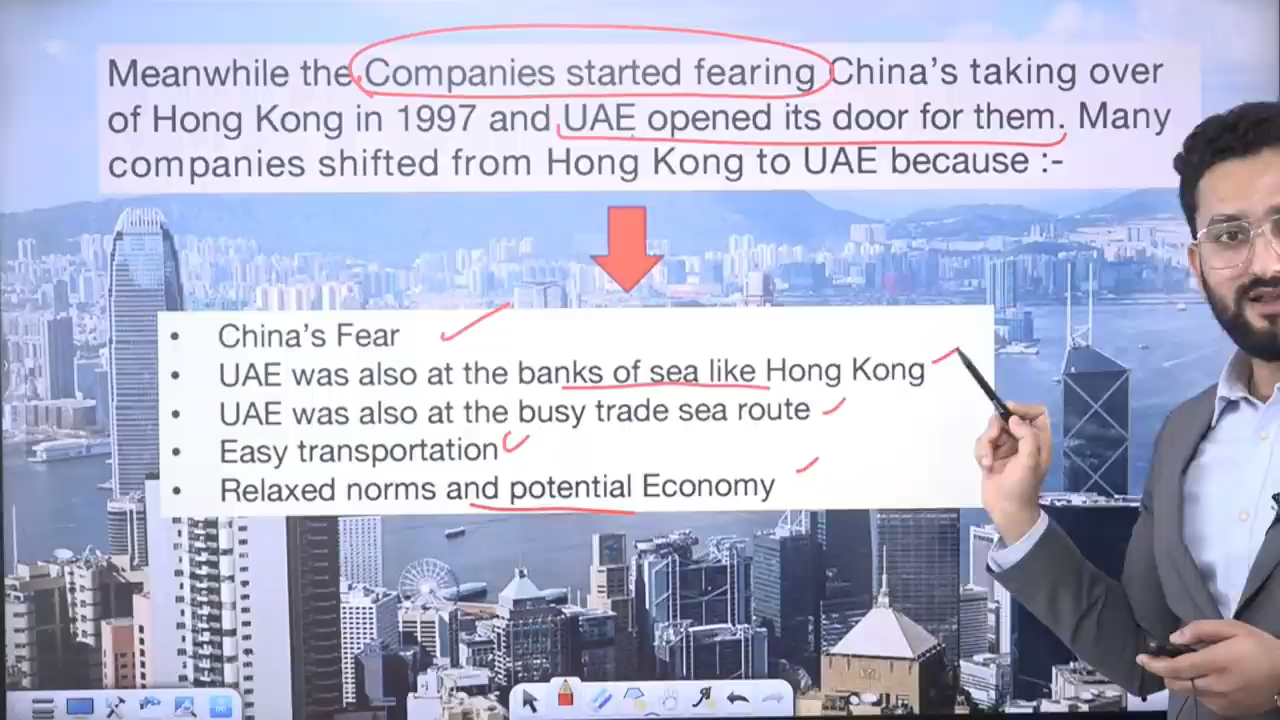 Meanwhile the Companies started fearing China's taking over
of Hong Kong in 1997 and UAE opened its door for them. Many
companies shifted from Hong Kong to UAE because :-
• China's Fear
• UAE was also at the banks of sea like Hong Kong
• UAE was also at the busy trade sea route
• Easy transportation
• Relaxed norms and potential Economy